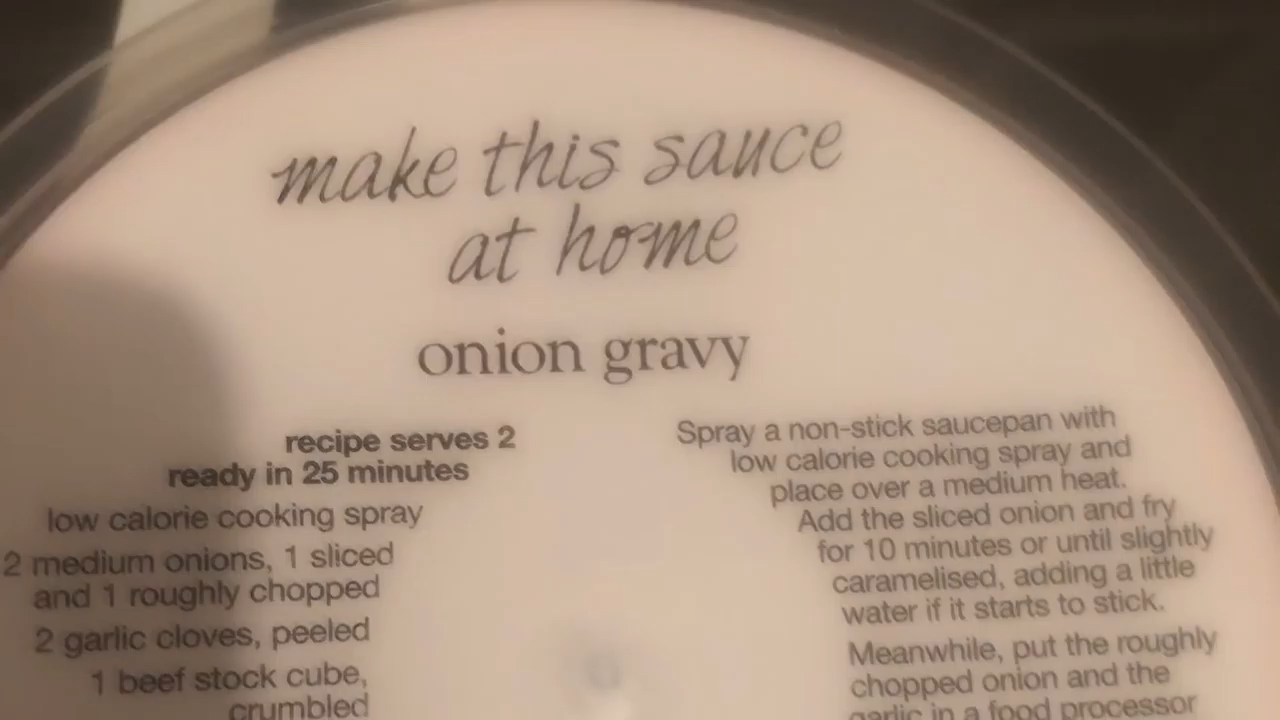 make this sauce
at home
onion gravy
recipe serves 2
ready in 25 minutes
low calorie cooking spray
2 medium onions, 1 sliced
and 1 roughly chopped
2 garlic cloves, peeled
1 beef stock cube,
crumbled
Spray a non-stick saucepan with
low calorie cooking spray and
place over a medium heat.
Add the sliced onion and fry
for 10 minutes or until slightly
caramelised, adding a little
water if it starts to stick.
Meanwhile, put the roughly
chopped onion and the
garlic in a food processor